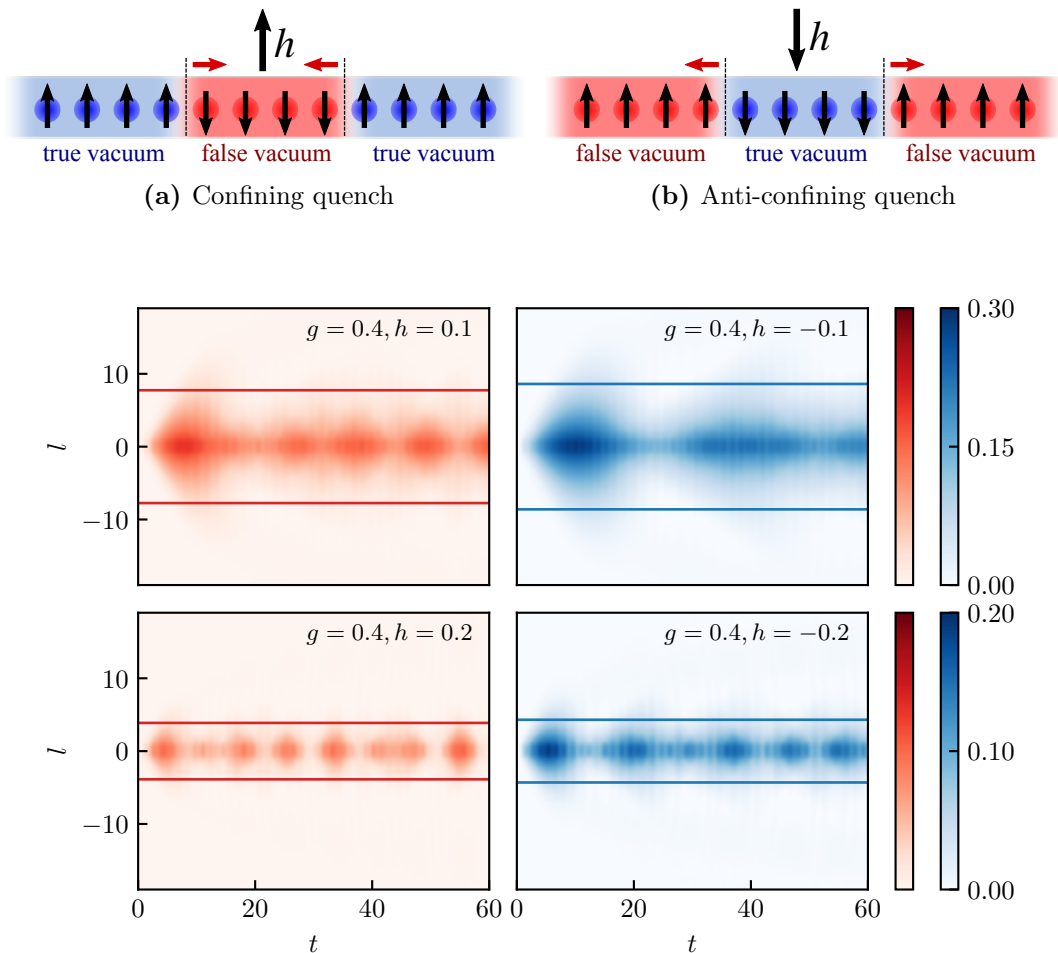 h
h
true vacuum false vacuum true vacuum
false vacuum true vacuum false vacuum
(a) Confining quench
(b) Anti-confining quench
g = 0.4, h = 0.1
g = 0.4, h = −0.1
10
0
−10
l
0.30
0.15
0.00
g = 0.4, h = 0.2
g = 0.4, h = −0.2
10
0
−10
l
0.20
0.10
0.00
0 20 40 60
0 20 40 60
t
t